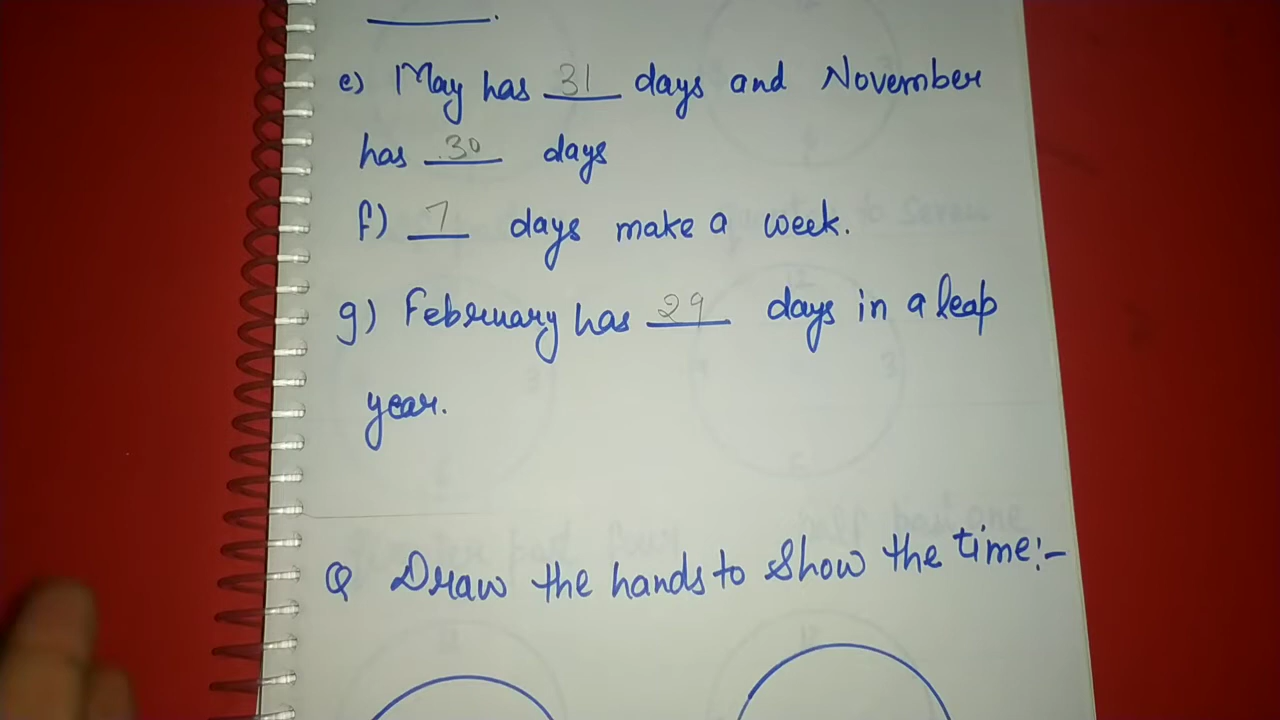 ______.
e) May has 31 days and November
has 30 days
f) 7 days make a week.
g) February has 29 days in a leap
year.
Q Draw the hands to show the time:-